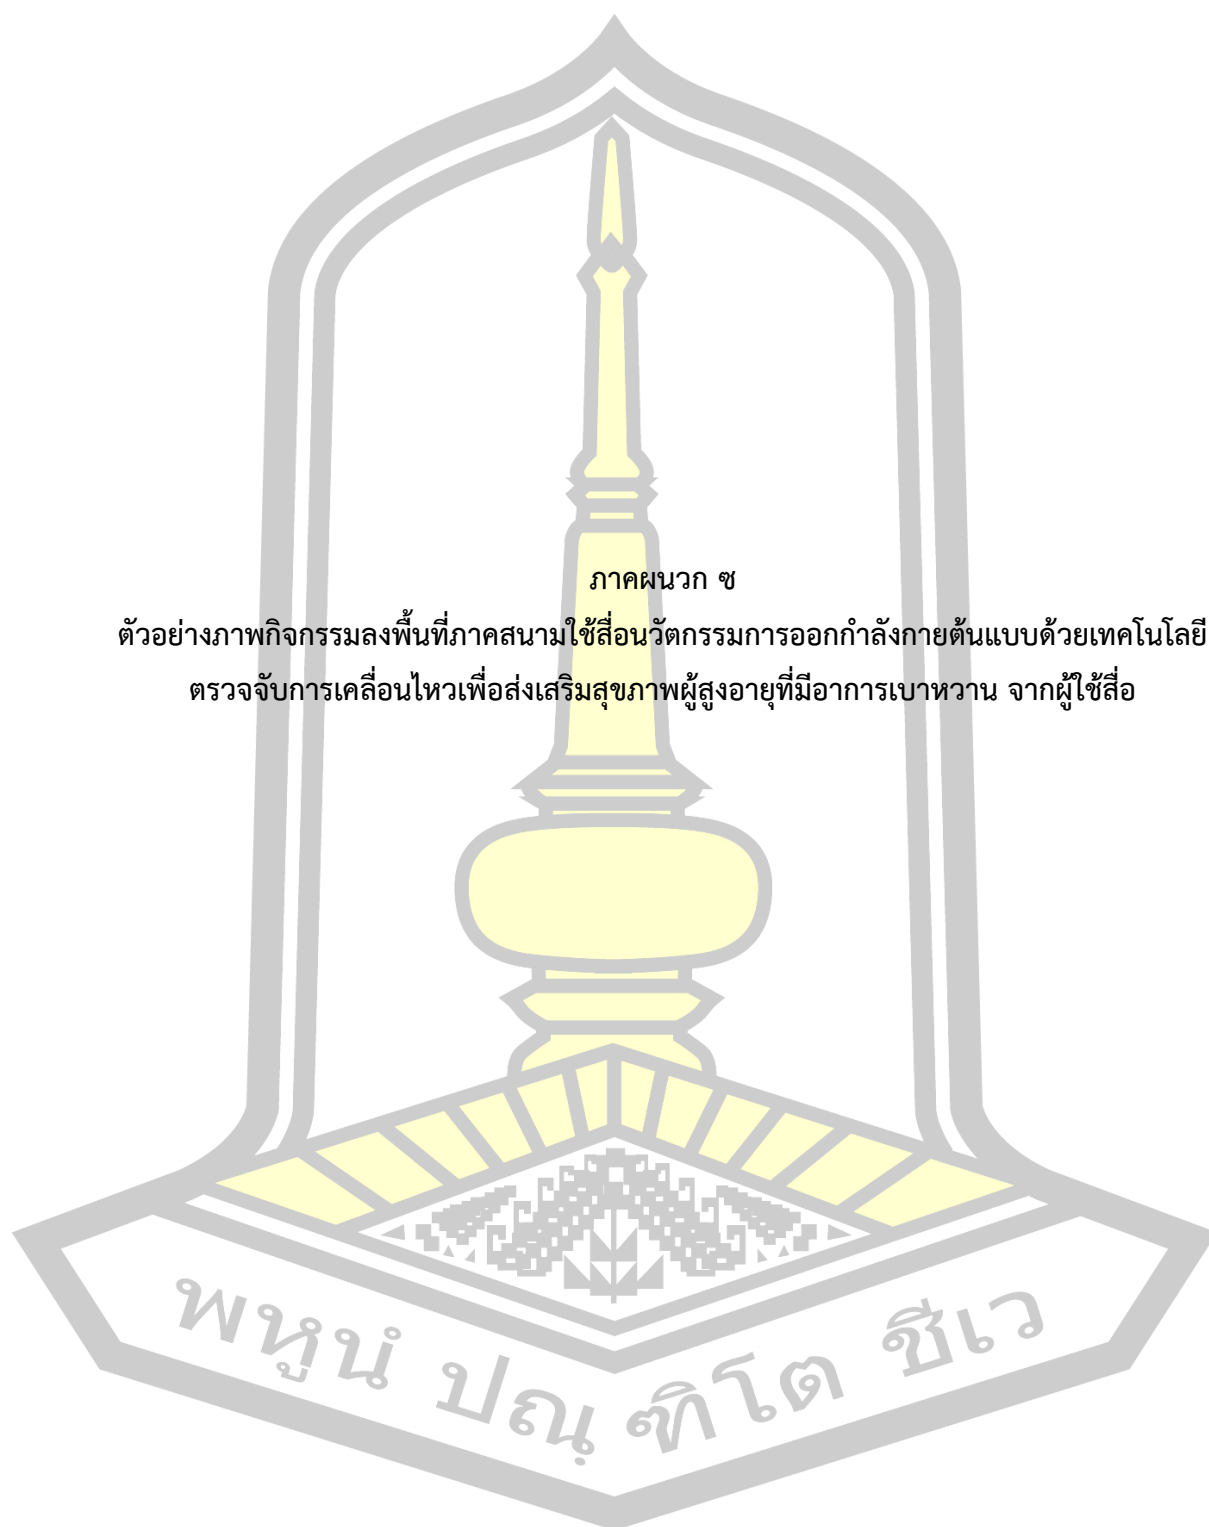 ภาคผนวก ซ
ตัวอย่างภาพกิจกรรมลงพื้นที่ภาคสนามใช้สื่อนวัตกรรมการออกกำลังกายต้นแบบด้วยเทคโนโลยี
ตรวจจับการเคลื่อนไหวเพื่อส่งเสริมสุขภาพผู้สูงอายุที่มีอาการเบาหวาน จากผู้ใช้สื่อ
พหูนํ ปณฺ ฑิโต ชีเว